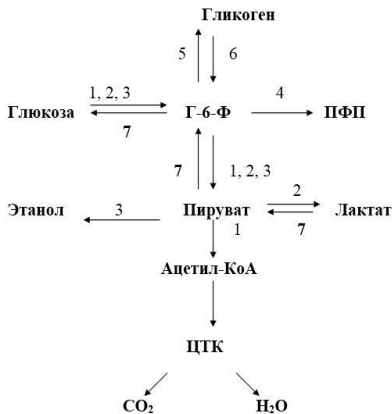 Гликоген
5 6
1, 2, 3 4
Глюкоза Г-6-Ф ПФП
7
7 1, 2, 3
Этанол 3 Пируват 2 Лактат
1 7
Ацетил-КоА
ЦТК
CO₂ H₂O